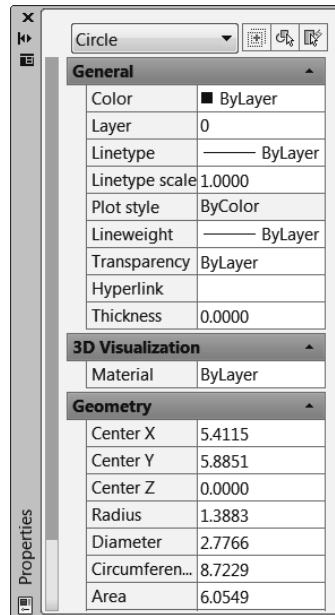 Circle
General
Color ByLayer
Layer 0
Linetype ByLayer
Linetype scale 1.0000
Plot style ByColor
Lineweight ByLayer
Transparency ByLayer
Hyperlink
Thickness 0.0000
3D Visualization
Material ByLayer
Geometry
Center X 5.4115
Center Y 5.8851
Center Z 0.0000
Radius 1.3883
Diameter 2.7766
Circumferen... 8.7229
Area 6.0549
Properties